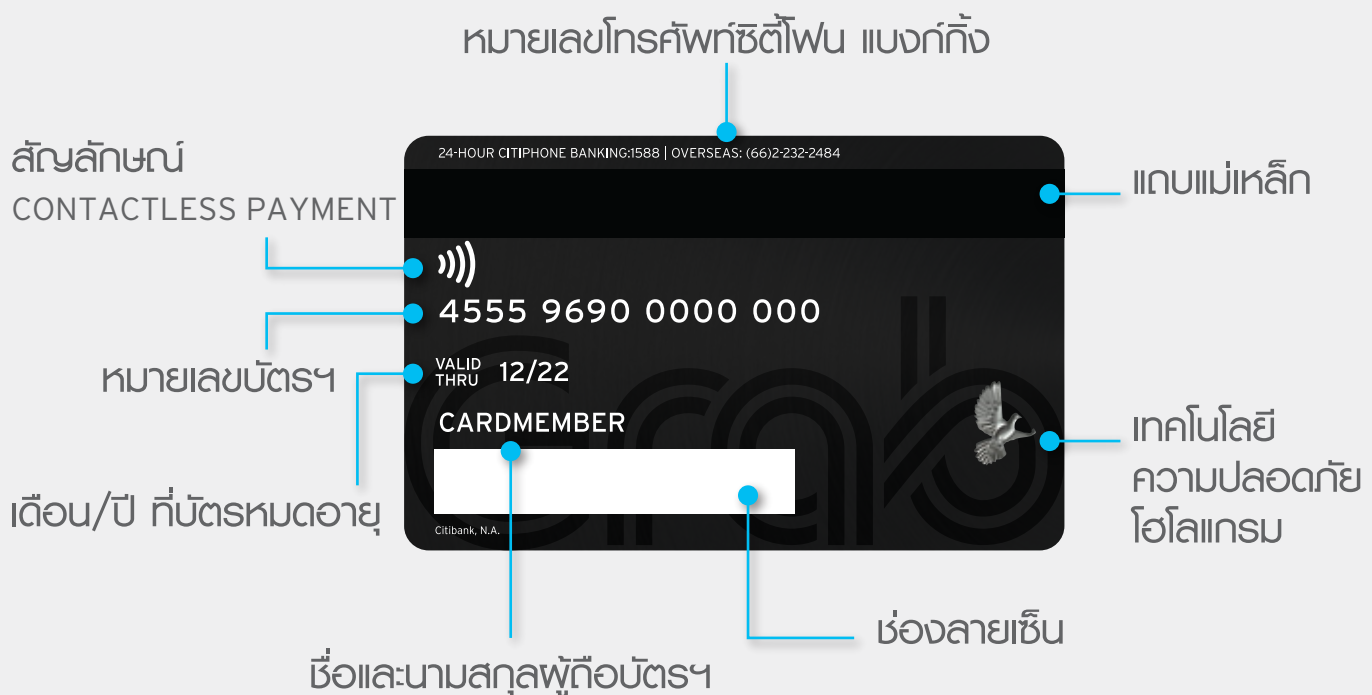 หมายเลขโทรศัพท์ซิตี้โฟน แบงก์กิ้ง
สัญลักษณ์
CONTACTLESS PAYMENT
24-HOUR CITIPHONE BANKING:1588 | OVERSEAS: (66)2-232-2484
แถบแม่เหล็ก
4555 9690 0000 000
หมายเลขบัตรฯ
VALID
THRU 12/22
CARDMEMBER
Grab
เทคโนโลยี
ความปลอดภัย
โฮโลแกรม
เดือน/ปี ที่บัตรหมดอายุ
Citibank, N.A.
ช่องลายเซ็น
ชื่อและนามสกุลผู้ถือบัตรฯ